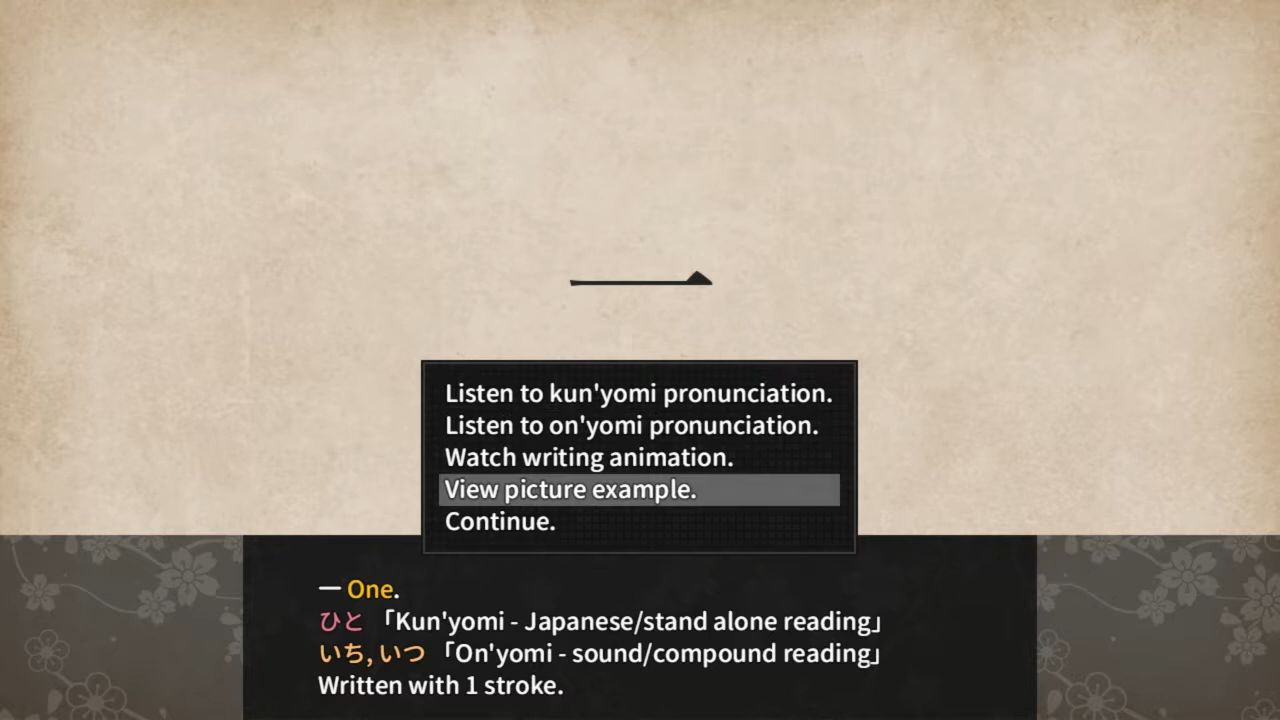 一
Listen to kun'yomi pronunciation.
Listen to on'yomi pronunciation.
Watch writing animation.
View picture example.
Continue.
一 One.
ひと 「Kun'yomi - Japanese/stand alone reading」
いち, いつ 「On'yomi - sound/compound reading」
Written with 1 stroke.